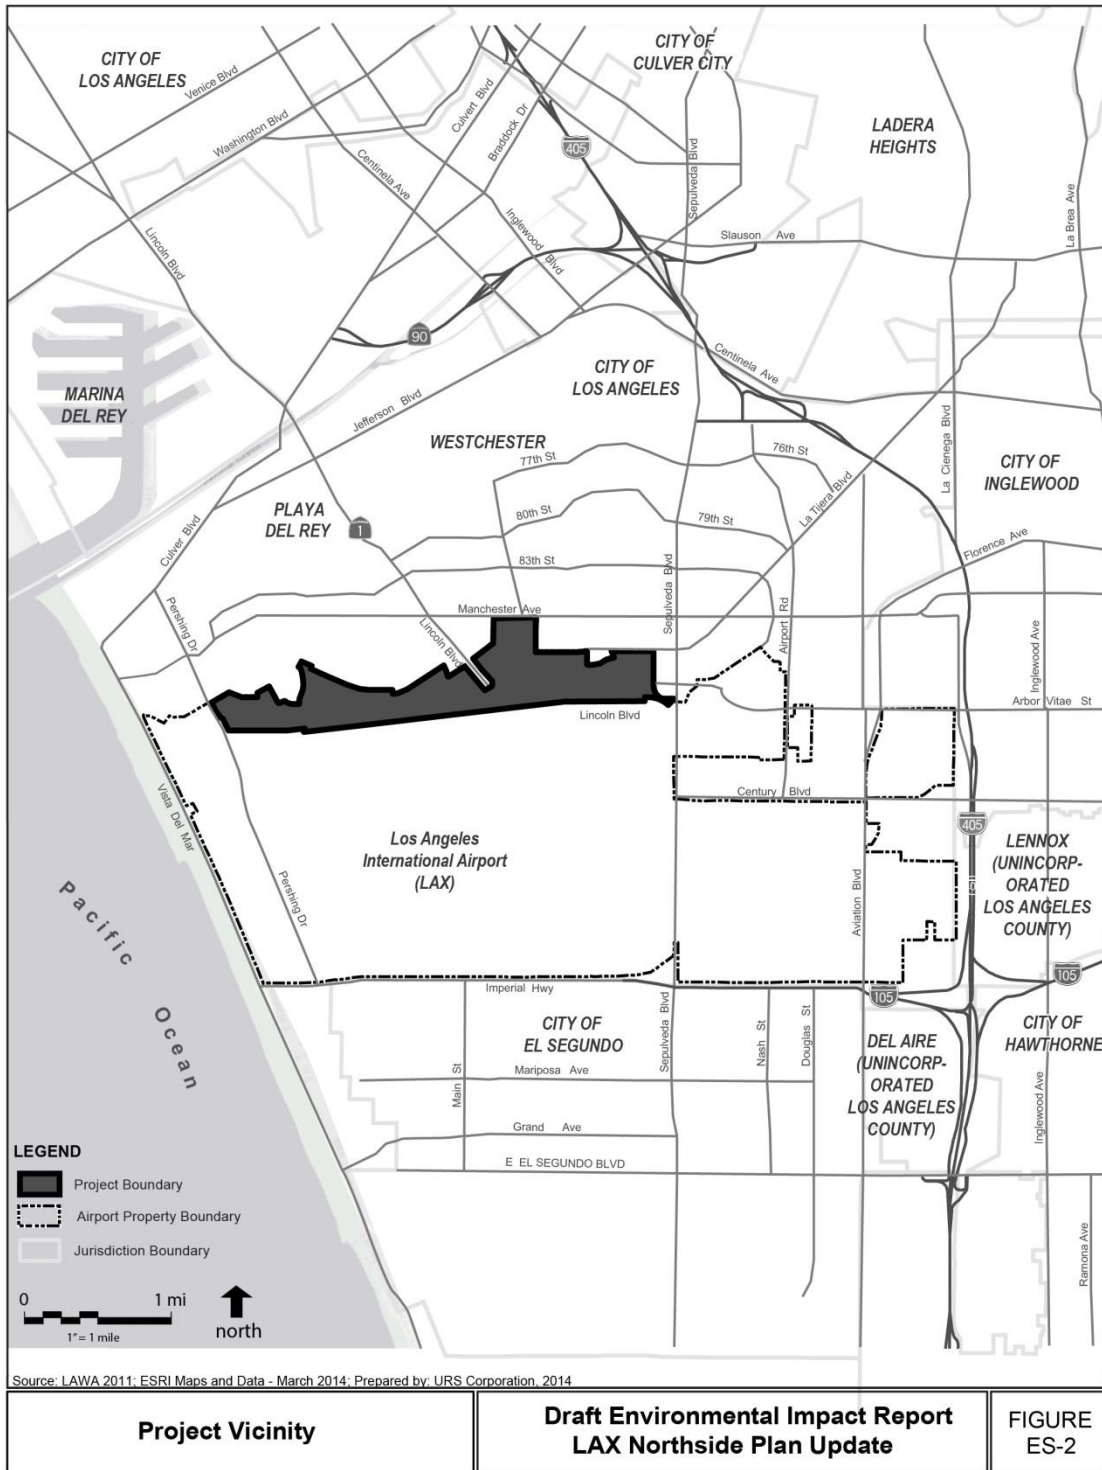 CITY OF
LOS ANGELES
Venice Blvd
Washington Blvd
Culvert Blvd
Braddock Dr
Centinela Ave
Inglewood Blvd
Lincoln Blvd
CITY OF
CULVER CITY
405
Sepulveda Blvd
LADERA
HEIGHTS
La Brea Ave
Slauson Ave
90
MARINA
DEL REY
Jefferson Blvd
CITY OF
LOS ANGELES
Centinela Ave
WESTCHESTER
77th St
76th St
La Tijera Blvd
La Cienega Blvd
CITY OF
INGLEWOOD
PLAYA
DEL REY
1
80th St
79th St
Culver Blvd
83th St
Florence Ave
Pershing Dr
Manchester Ave
Lincoln Blvd
Sepulveda Blvd
Airport Rd
Inglewood Ave
Arbor Vitae St
Lincoln Blvd
Vista Del Mar
Century Blvd
Los Angeles
International Airport
(LAX)
Pershing Dr
Aviation Blvd
405
LENNOX
(UNINCORP-
ORATED
LOS ANGELES
COUNTY)
Pacific
Ocean
Imperial Hwy
105
105
CITY OF
EL SEGUNDO
Sepulveda Blvd
Nash St
Douglas St
DEL AIRE
(UNINCORP-
ORATED
LOS ANGELES
COUNTY)
CITY OF
HAWTHORNE
Main St
Mariposa Ave
Inglewood Ave
Grand Ave
E EL SEGUNDO BLVD
Ramona Ave
LEGEND
Project Boundary
Airport Property Boundary
Jurisdiction Boundary
0 1 mi
1"= 1 mile
north
Source: LAWA 2011; ESRI Maps and Data - March 2014; Prepared by: URS Corporation, 2014
Project Vicinity
Draft Environmental Impact Report
LAX Northside Plan Update
FIGURE
ES-2